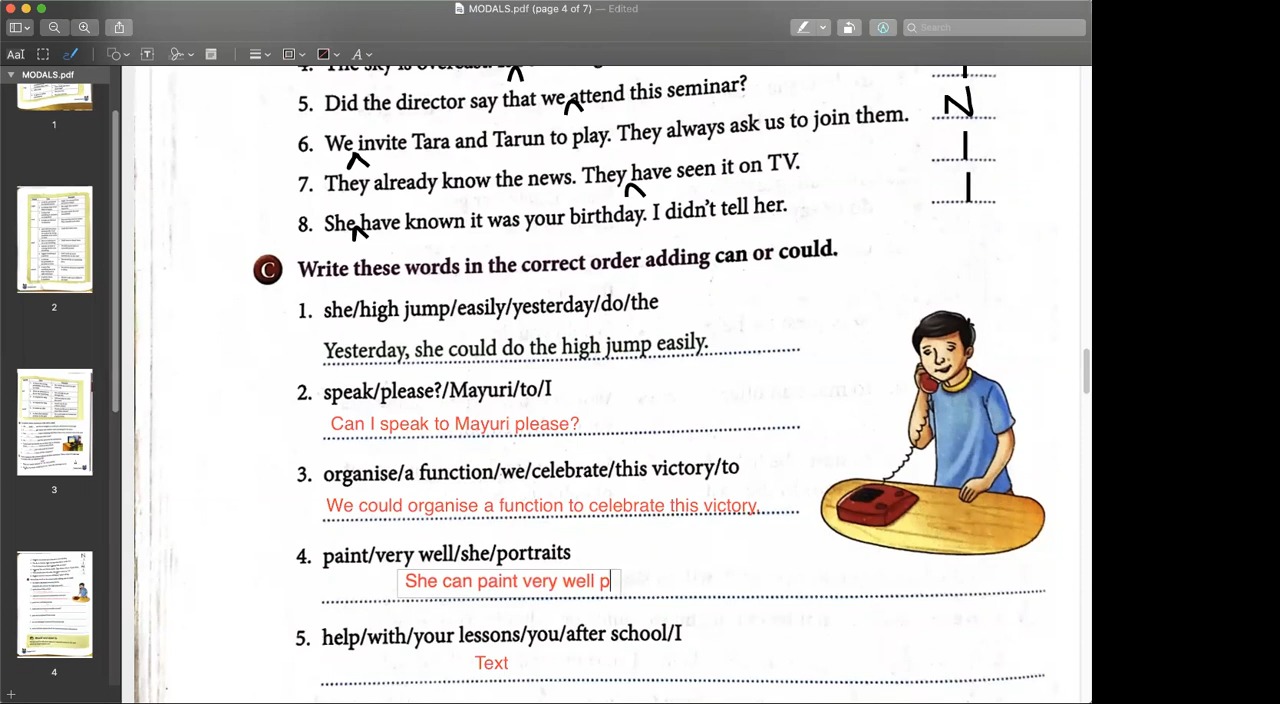 MODALS.pdf (page 4 of 7) — Edited
Search
AaI
T
A
MODALS.pdf
1
2
3
4
4. The sky is overcast.
5. Did the director say that we attend this seminar?
N
6. We invite Tara and Tarun to play. They always ask us to join them.
I
7. They already know the news. They have seen it on TV.
I
8. She have known it was your birthday. I didn't tell her.
C Write these words in the correct order adding can or could.
1. she/high jump/easily/yesterday/do/the
Yesterday, she could do the high jump easily.
2. speak/please?/Mayuri/to/I
Can I speak to Mayuri please?
3. organise/a function/we/celebrate/this victory/to
We could organise a function to celebrate this victory.
4. paint/very well/she/portraits
She can paint very well p
5. help/with/your lessons/you/after school/I
Text